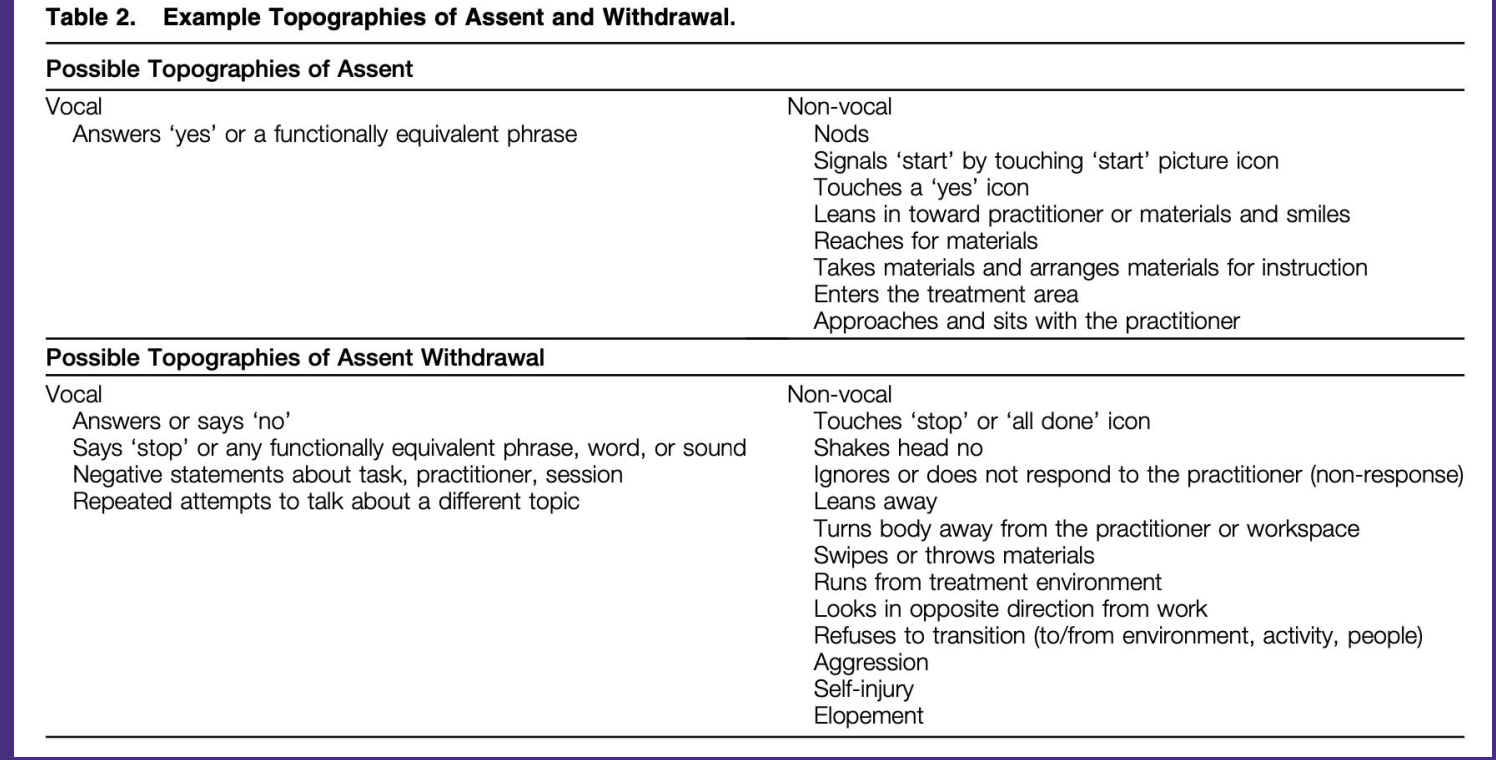 Table 2. Example Topographies of Assent and Withdrawal.
Possible Topographies of Assent
Vocal
Answers ‘yes’ or a functionally equivalent phrase
Non-vocal
Nods
Signals ‘start’ by touching ‘start’ picture icon
Touches a ‘yes’ icon
Leans in toward practitioner or materials and smiles
Reaches for materials
Takes materials and arranges materials for instruction
Enters the treatment area
Approaches and sits with the practitioner
Possible Topographies of Assent Withdrawal
Vocal
Answers or says ‘no’
Says ‘stop’ or any functionally equivalent phrase, word, or sound
Negative statements about task, practitioner, session
Repeated attempts to talk about a different topic
Non-vocal
Touches ‘stop’ or ‘all done’ icon
Shakes head no
Ignores or does not respond to the practitioner (non-response)
Leans away
Turns body away from the practitioner or workspace
Swipes or throws materials
Runs from treatment environment
Looks in opposite direction from work
Refuses to transition (to/from environment, activity, people)
Aggression
Self-injury
Elopement